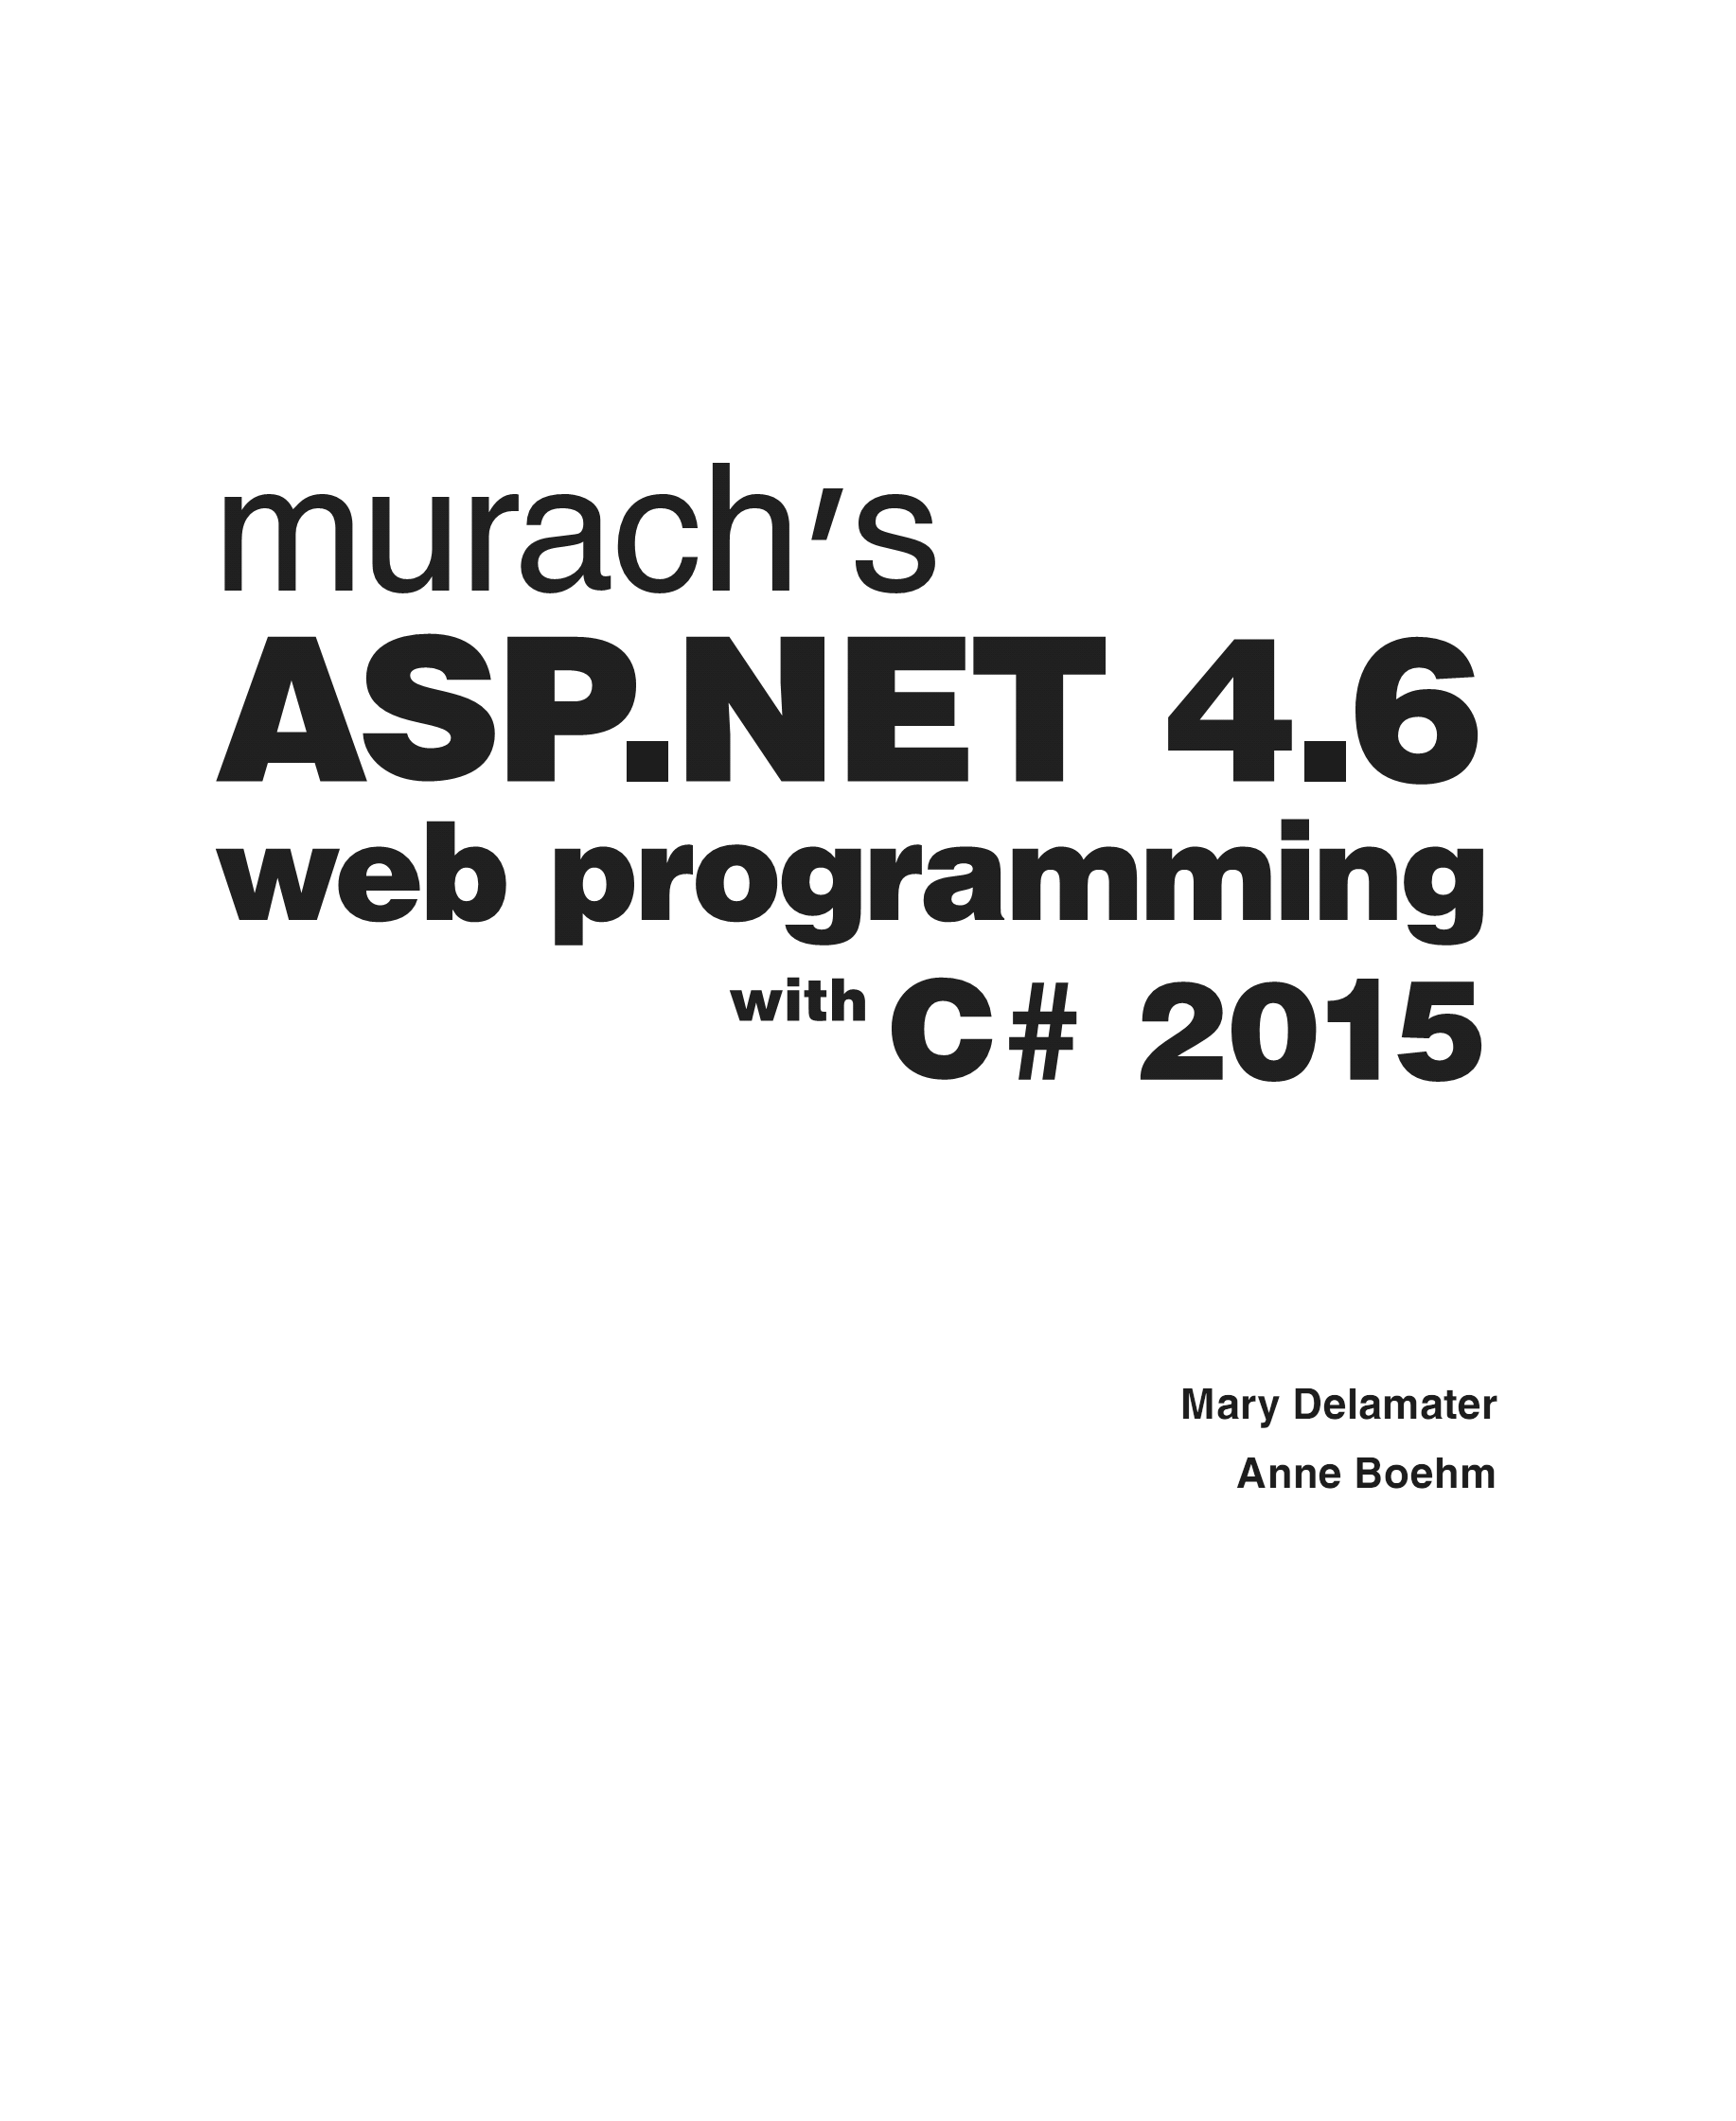 murach's
ASP.NET 4.6
web programming
with C# 2015
Mary Delamater
Anne Boehm